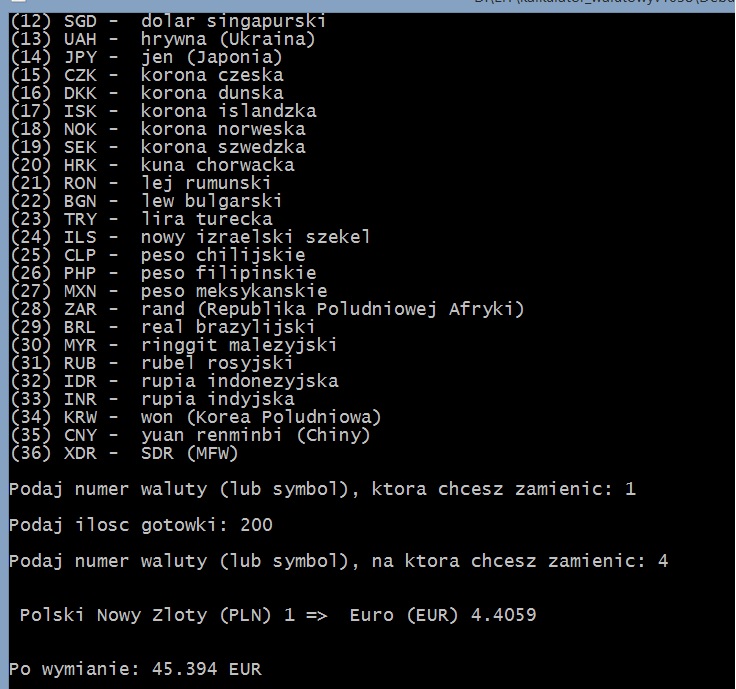 (12) SGD -  dolar singapurski
(13) UAH -  hrywna (Ukraina)
(14) JPY -  jen (Japonia)
(15) CZK -  korona czeska
(16) DKK -  korona dunska
(17) ISK -  korona islandzka
(18) NOK -  korona norweska
(19) SEK -  korona szwedzka
(20) HRK -  kuna chorwacka
(21) RON -  lej rumunski
(22) BGN -  lew bulgarski
(23) TRY -  lira turecka
(24) ILS -  nowy izraelski szekel
(25) CLP -  peso chilijskie
(26) PHP -  peso filipinskie
(27) MXN -  peso meksykanskie
(28) ZAR -  rand (Republika Poludniowej Afryki)
(29) BRL -  real brazylijski
(30) MYR -  ringgit malezyjski
(31) RUB -  rubel rosyjski
(32) IDR -  rupia indonezyjska
(33) INR -  rupia indyjska
(34) KRW -  won (Korea Poludniowa)
(35) CNY -  yuan renminbi (Chiny)
(36) XDR -  SDR (MFW)
Podaj numer waluty (lub symbol), ktora chcesz zamienic: 1
Podaj ilosc gotowki: 200
Podaj numer waluty (lub symbol), na ktora chcesz zamienic: 4
Polski Nowy Zloty (PLN) 1 =>  Euro (EUR) 4.4059
Po wymianie: 45.394 EUR